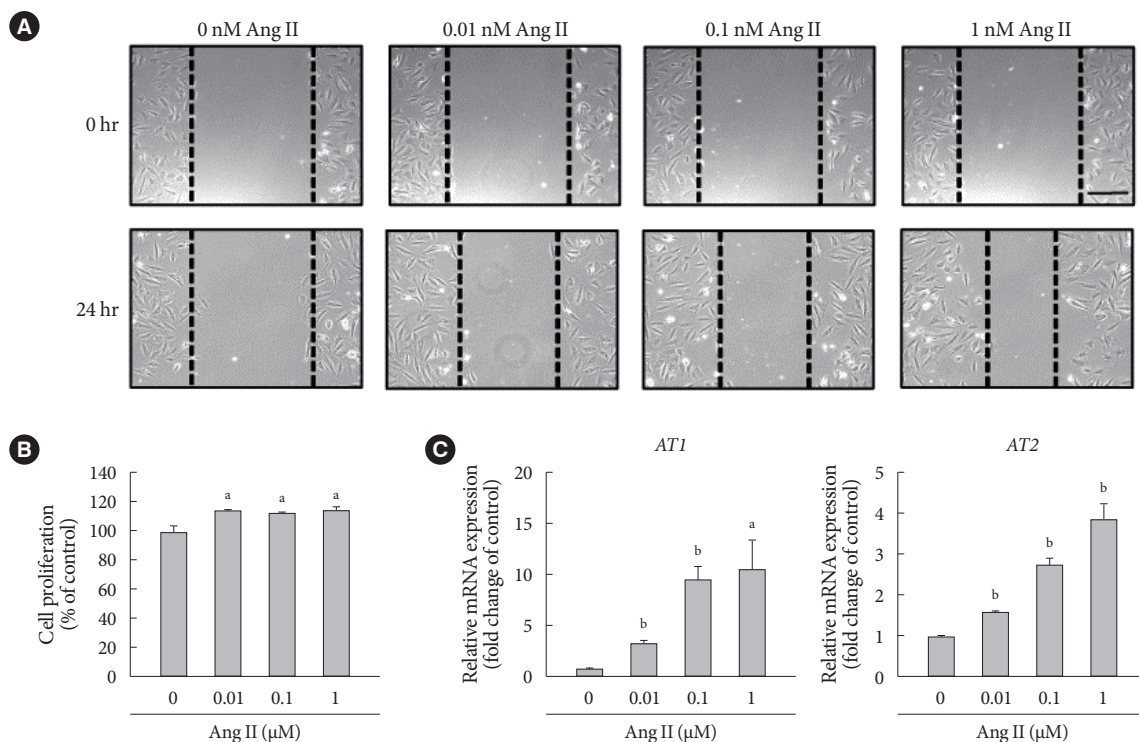 A
0 nM Ang II 0.01 nM Ang II 0.1 nM Ang II 1 nM Ang II
0 hr
24 hr
B
Cell proliferation
(% of control)
140
120
100
80
60
40
20
0
a a a
0 0.01 0.1 1
Ang II (μM)
C
AT1
Relative mRNA expression
(fold change of control)
20
15
10
5
0
b b a
0 0.01 0.1 1
Ang II (μM)
AT2
Relative mRNA expression
(fold change of control)
5
4
3
2
1
0
b b b
0 0.01 0.1 1
Ang II (μM)